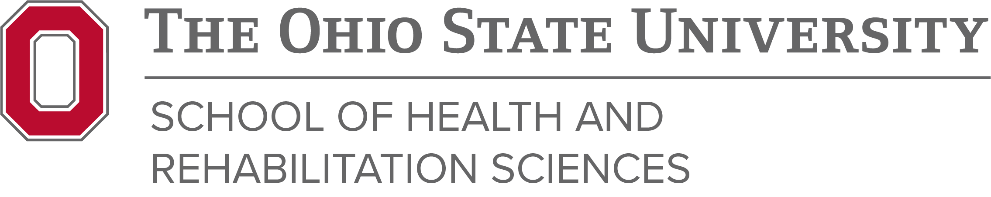 THE OHIO STATE UNIVERSITY
SCHOOL OF HEALTH AND
REHABILITATION SCIENCES